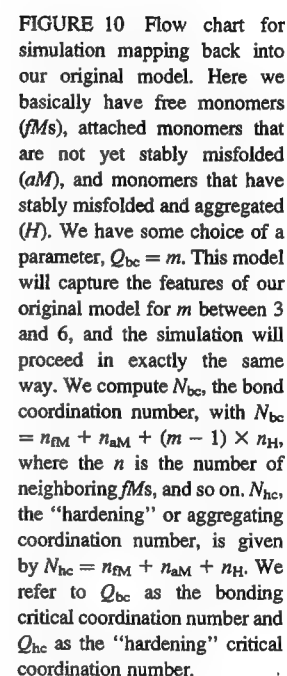 FIGURE 10 Flow chart for
simulation mapping back into
our original model. Here we
basically have free monomers
(fMs), attached monomers that
are not yet stably misfolded
(aM), and monomers that have
stably misfolded and aggregated
(H). We have some choice of a
parameter, Qbc = m. This model
will capture the features of our
original model for m between 3
and 6, and the simulation will
proceed in exactly the same
way. We compute Nbc, the bond
coordination number, with Nbc
= nfM + naM + (m − 1) × nH,
where the n is the number of
neighboring fMs, and so on. Nhc,
the “hardening” or aggregating
coordination number, is given
by Nhc = nfM + naM + nH. We
refer to Qbc as the bonding
critical coordination number and
Qhc as the “hardening” critical
coordination number.